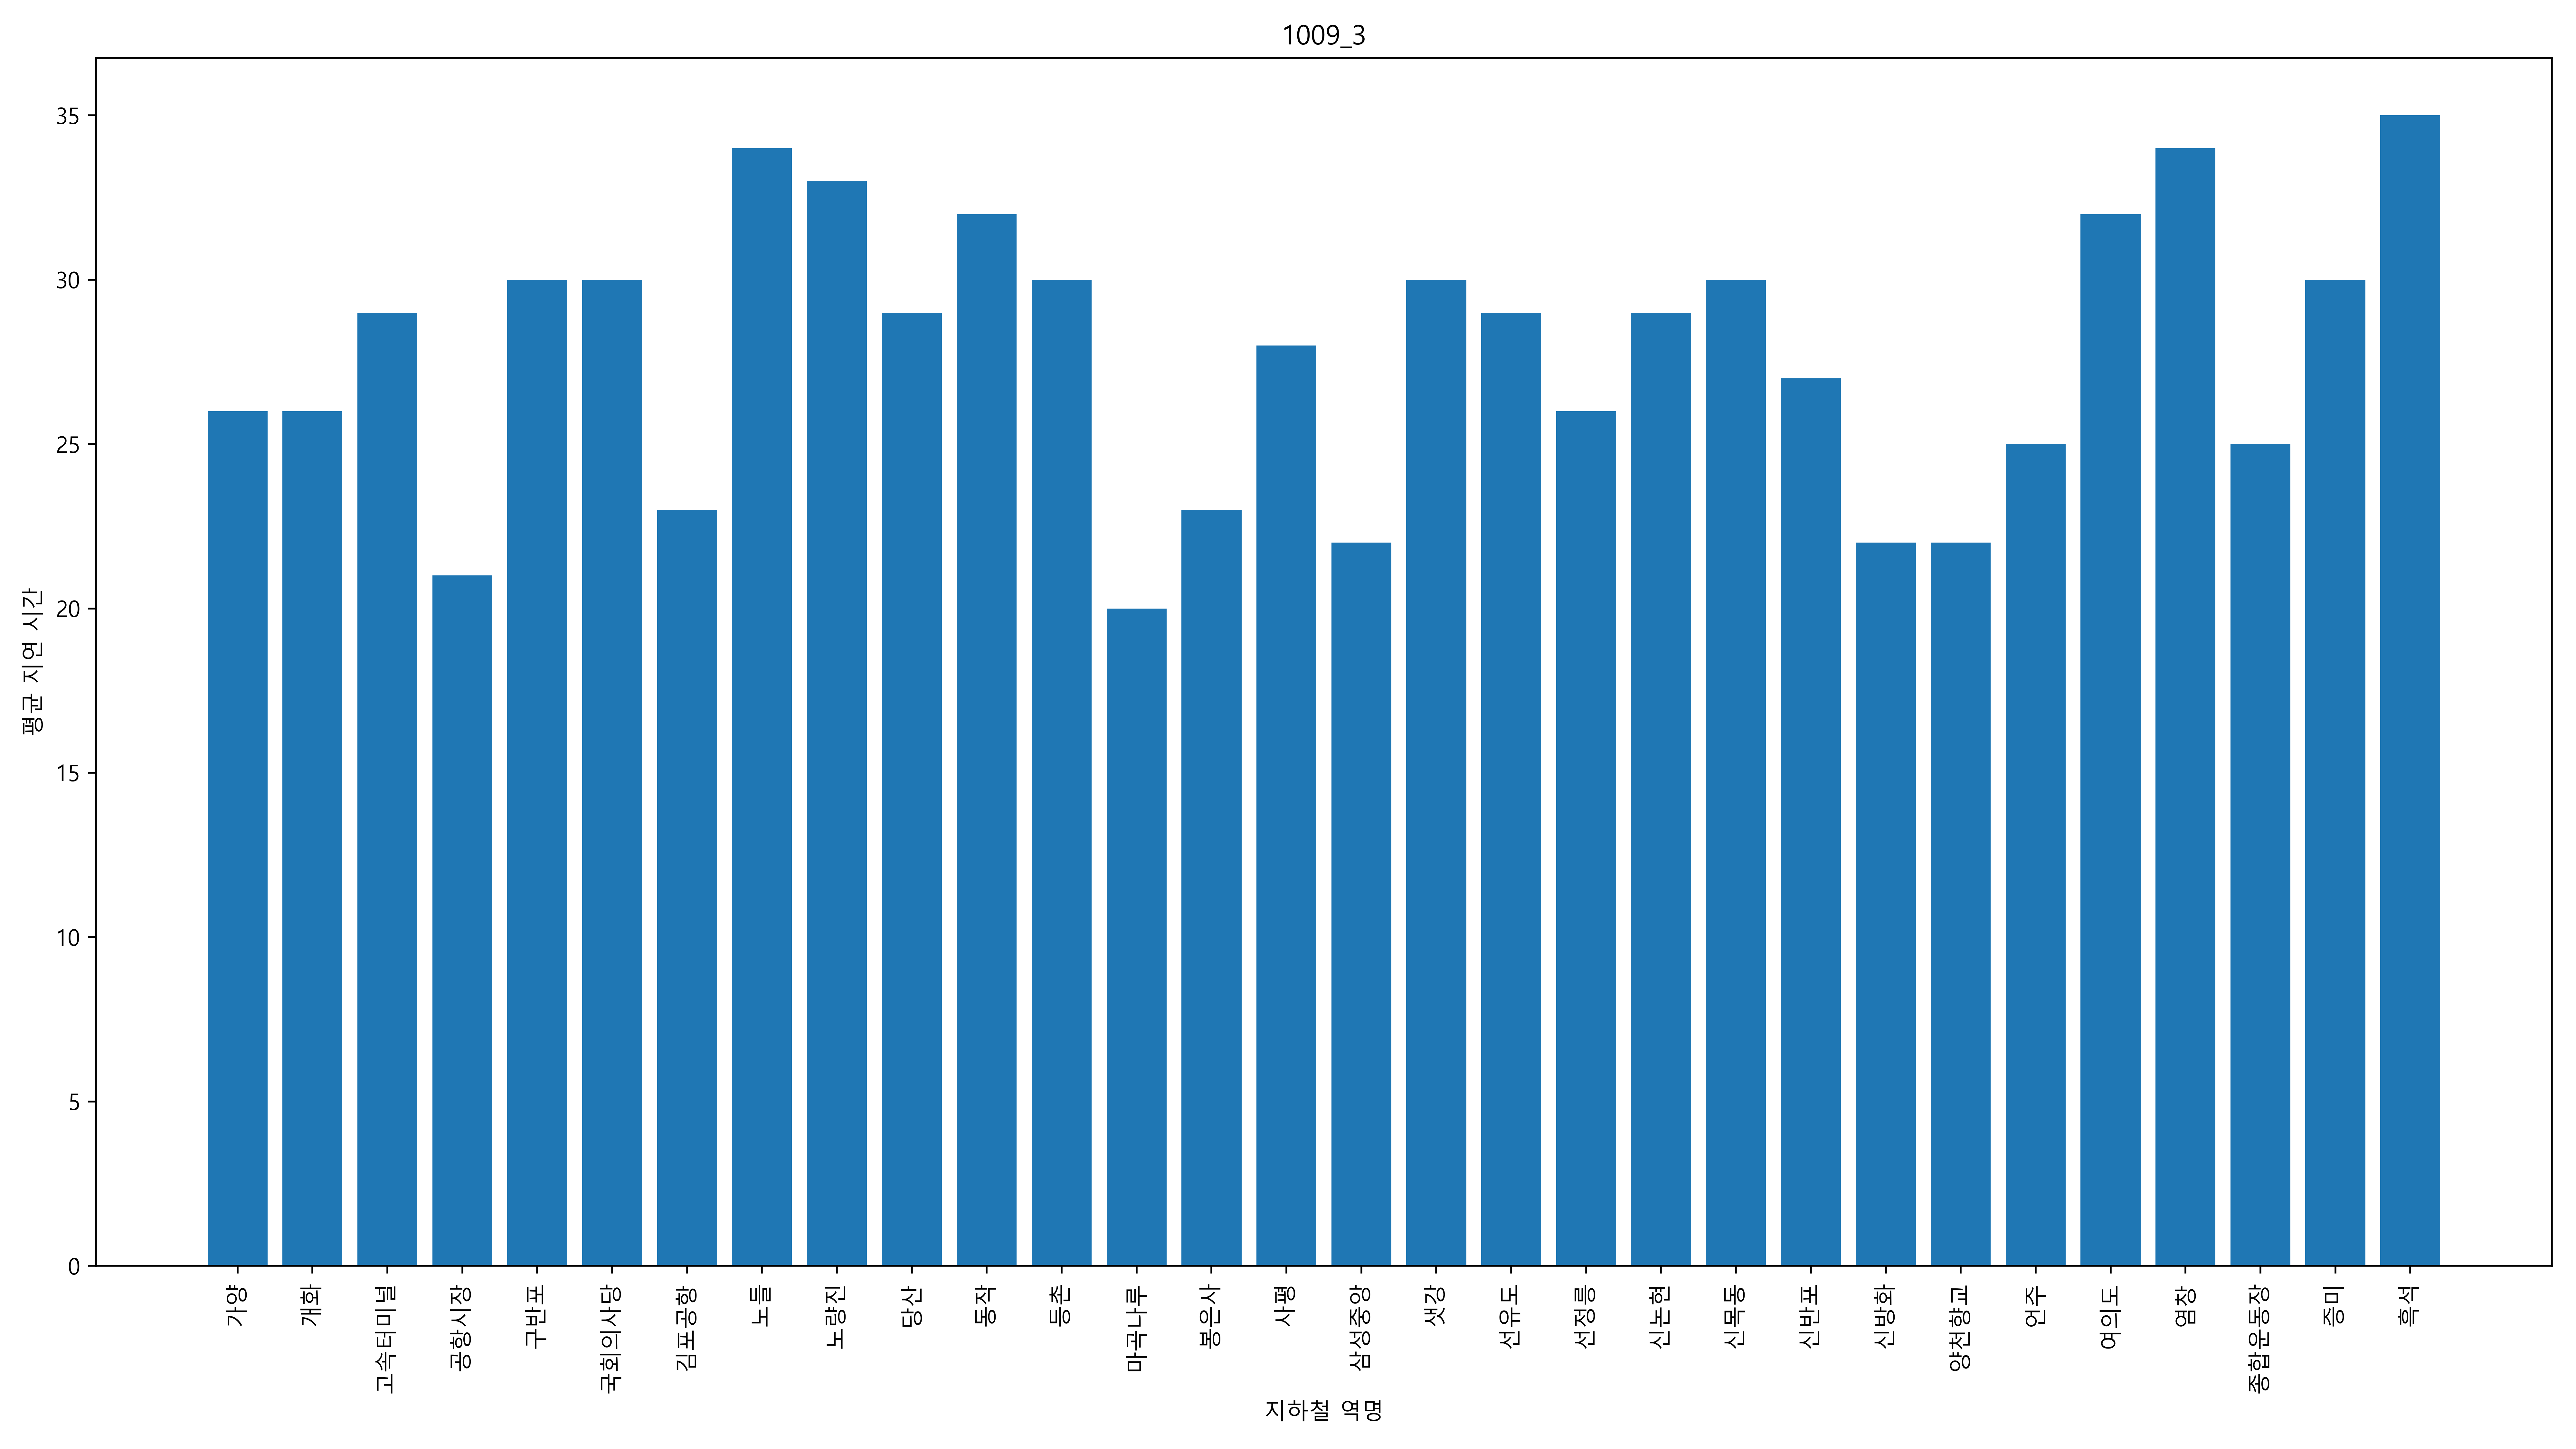 1009_3
평균 지연 시간
35
30
25
20
15
10
5
0
가양
개화
고속터미널
공항시장
구반포
국회의사당
김포공항
노들
노량진
당산
동작
등촌
마곡나루
봉은사
사평
삼성중앙
샛강
선유도
선정릉
신논현
신목동
신반포
신방화
양천향교
언주
여의도
염창
종합운동장
증미
흑석
지하철 역명